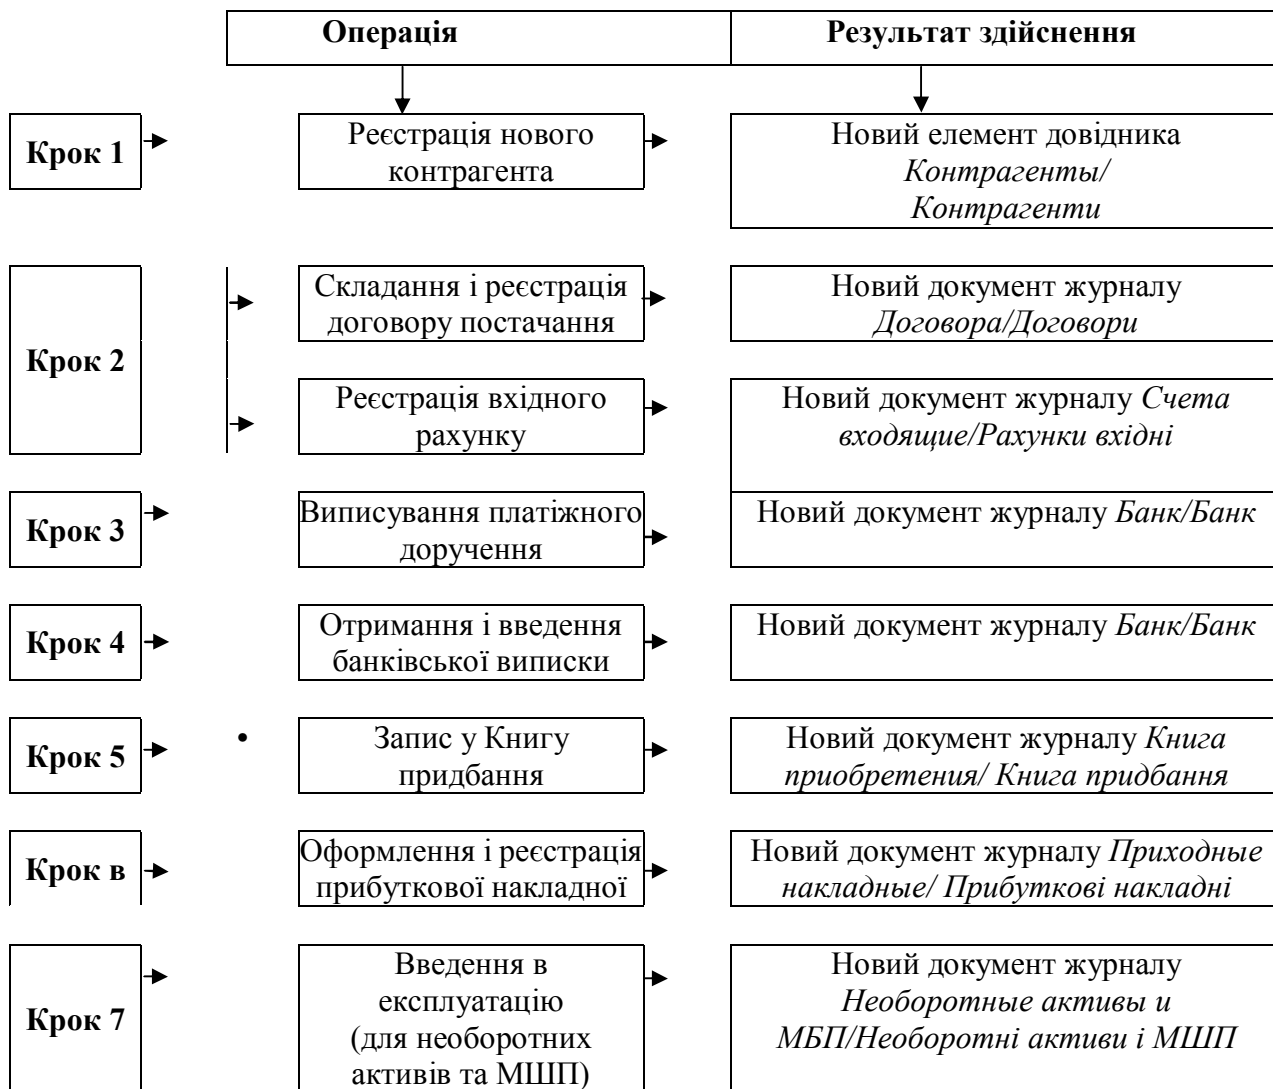 Операція
Результат здійснення
Крок 1
Реєстрація нового
контрагента
Новий елемент довідника
Контрагенты/
Контрагенти
Крок 2
Складання і реєстрація
договору постачання
Новий документ журналу
Договора/Договори
Реєстрація вхідного
рахунку
Новий документ журналу Счета
входящие/Рахунки вхідні
Крок 3
Виписування платіжного
доручення
Новий документ журналу Банк/Банк
Крок 4
Отримання і введення
банківської виписки
Новий документ журналу Банк/Банк
Крок 5
•
Запис у Книгу
придбання
Новий документ журналу Книга
приобретения/ Книга придбання
Крок в
Оформлення і реєстрація
прибуткової накладної
Новий документ журналу Приходные
накладные/ Прибуткові накладні
Крок 7
Введення в
експлуатацію
(для необоротних
активів та МШП)
Новий документ журналу
Необоротные активы и
МБП/Необоротні активи і МШП